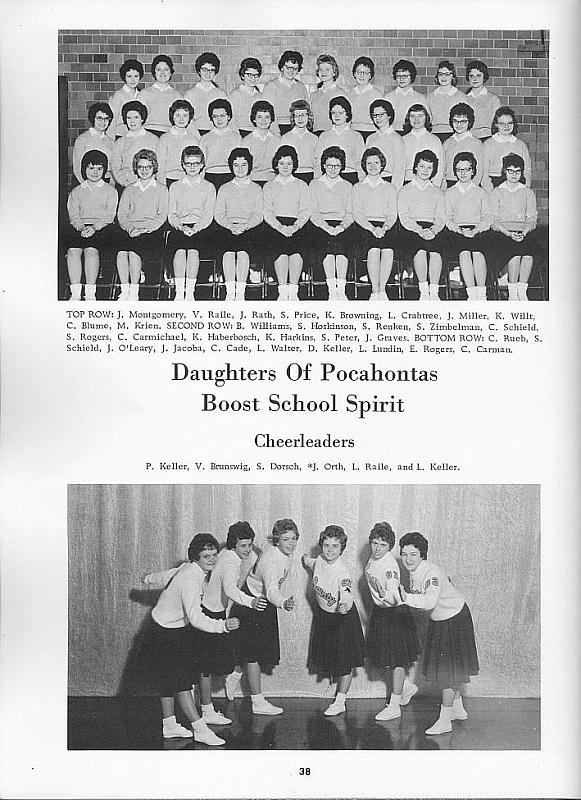 TOP ROW: J. Montgomery, V. Raile, J. Rath, S. Price, K. Browning, L. Crabtree, J. Miller, K. Willt,
C. Blume, M. Krien. SECOND ROW: B. Williams, S. Hoskinson, S. Renken, S. Zimbelman, C. Schield,
S. Rogers, C. Carmichael, K. Haberbosch, K. Harkins, S. Peter, J. Graves. BOTTOM ROW: C. Rueb, S.
Schield, J. O'Leary, J. Jacoba, C. Cade, L. Walter, D. Keller, L. Lundin, E. Rogers, C. Carman.
Daughters Of Pocahontas
Boost School Spirit
Cheerleaders
P. Keller, V. Brunswig, S. Dorsch, *J. Orth, L. Raile, and L. Keller.
38